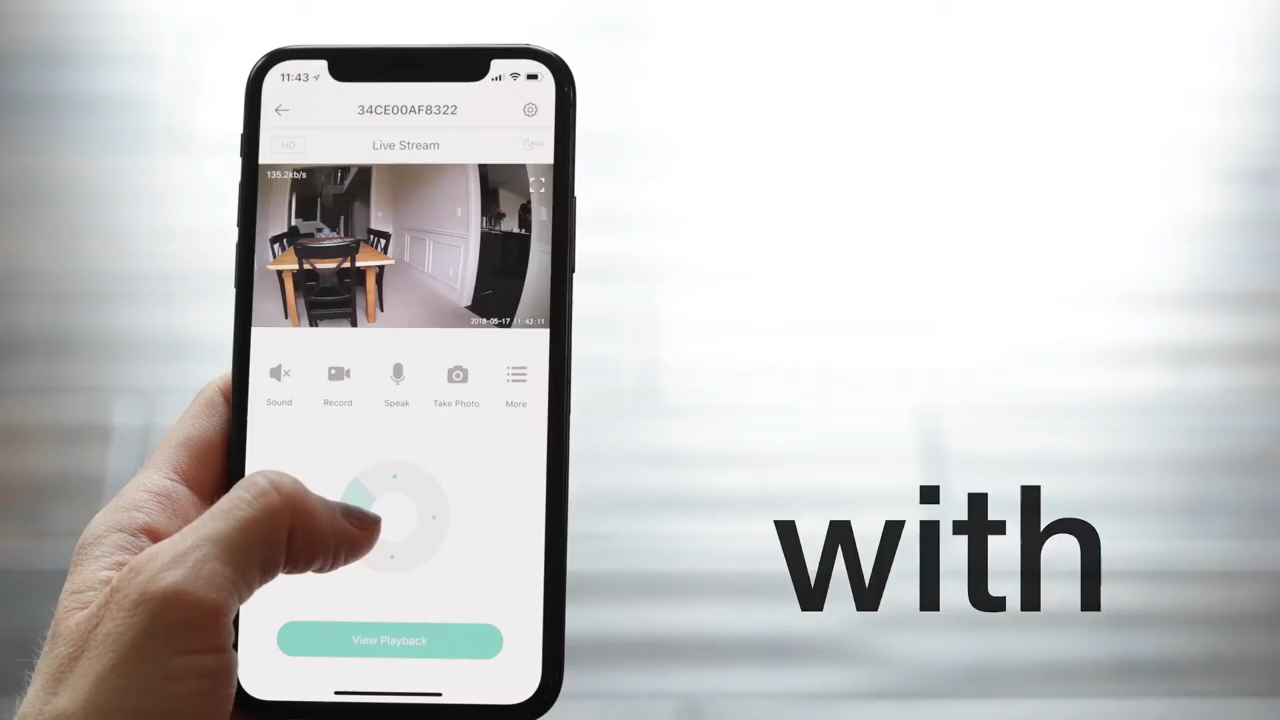 11:43
34CE00AF8322
HD
Live Stream
135.2kb/s
2018-05-17 11:43:11
Sound
Record
Speak
Take Photo
More
View Playback
with